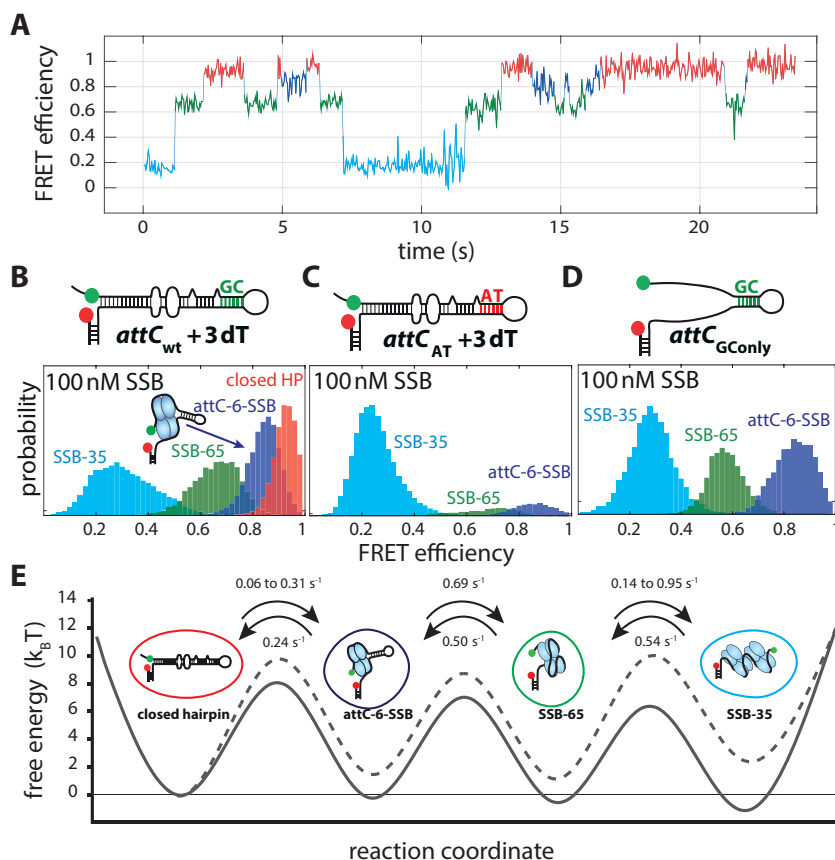 A
FRET efficiency
1
0.8
0.6
0.4
0.2
0
0
5
10
15
20
time (s)
B
GC
attCwt + 3 dT
C
AT
attCAT + 3 dT
D
GC
attCGConly
probability
100 nM SSB
closed HP
attC-6-SSB
SSB-65
SSB-35
0.2
0.4
0.6
0.8
1
100 nM SSB
SSB-35
SSB-65
attC-6-SSB
0.2
0.4
0.6
0.8
1
100 nM SSB
SSB-35
SSB-65
attC-6-SSB
0.2
0.4
0.6
0.8
1
FRET efficiency
E
free energy (kBT)
14
12
10
8
6
4
2
0
0.06 to 0.31 s-1
0.24 s-1
0.69 s-1
0.50 s-1
0.14 to 0.95 s-1
0.54 s-1
closed hairpin
attC-6-SSB
SSB-65
SSB-35
reaction coordinate